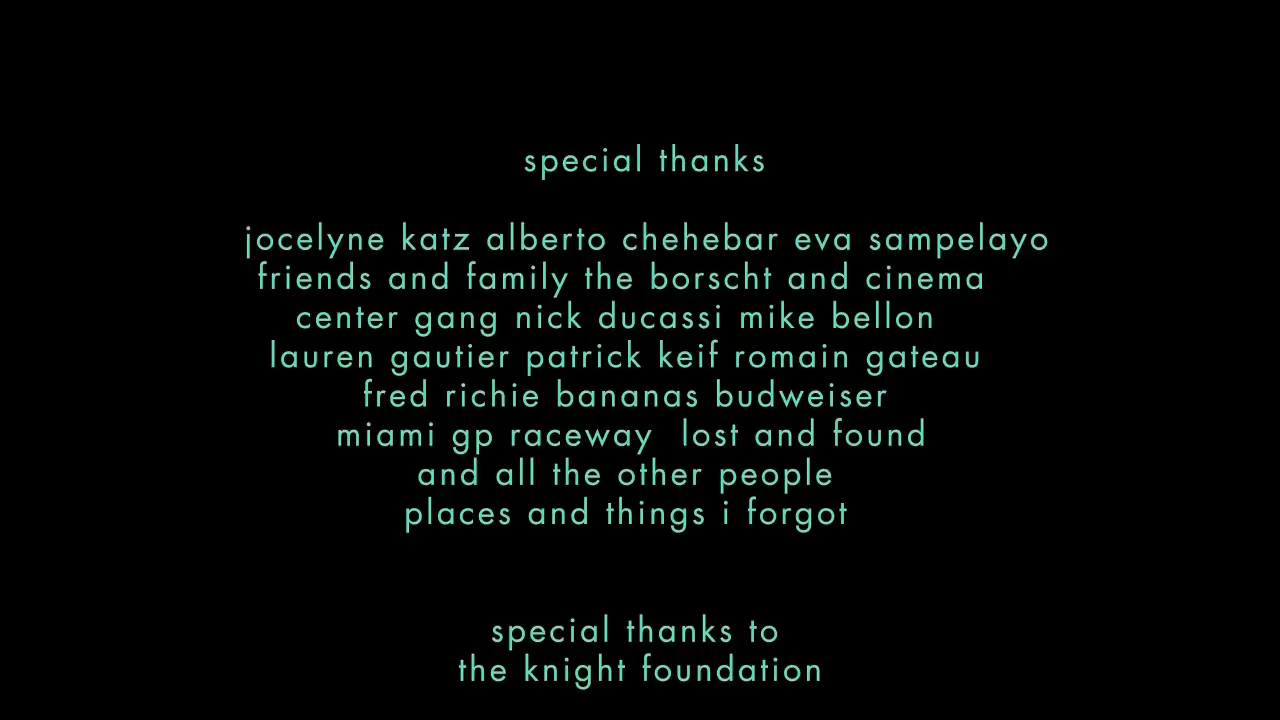 special thanks
jocelyne katz alberto chehebar eva sampelayo
friends and family the borscht and cinema
center gang nick ducassi mike bellon
lauren gautier patrick keif romain gateau
fred richie bananas budweiser
miami gp raceway  lost and found
and all the other people
places and things i forgot
special thanks to
the knight foundation